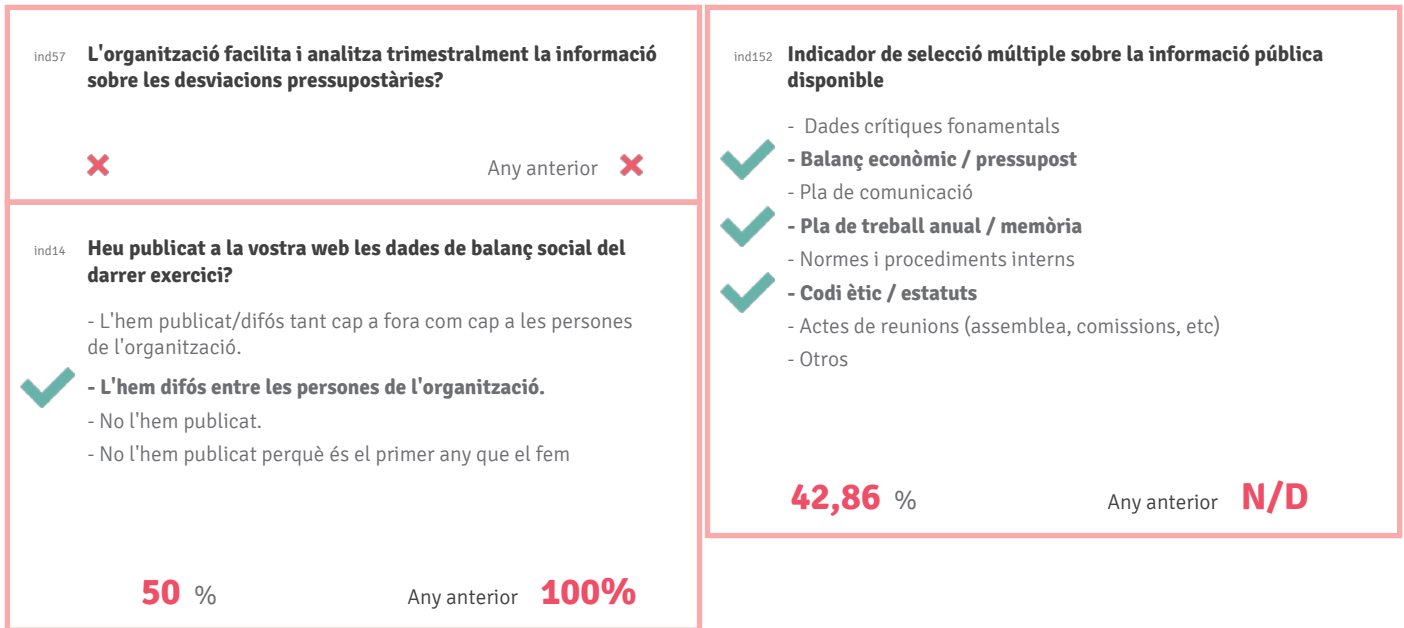 ind57 L'organització facilita i analitza trimestralment la informació
sobre les desviacions pressupostàries?
Any anterior
ind14 Heu publicat a la vostra web les dades de balanç social del
darrer exercici?
- L'hem publicat/difós tant cap a fora com cap a les persones
de l'organització.
- L'hem difós entre les persones de l'organització.
- No l'hem publicat.
- No l'hem publicat perquè és el primer any que el fem
50 % Any anterior 100%
ind152 Indicador de selecció múltiple sobre la informació pública
disponible
- Dades crítiques fonamentals
- Balanç econòmic / pressupost
- Pla de comunicació
- Pla de treball anual / memòria
- Normes i procediments interns
- Codi ètic / estatuts
- Actes de reunions (assemblea, comissions, etc)
- Otros
42,86 % Any anterior N/D